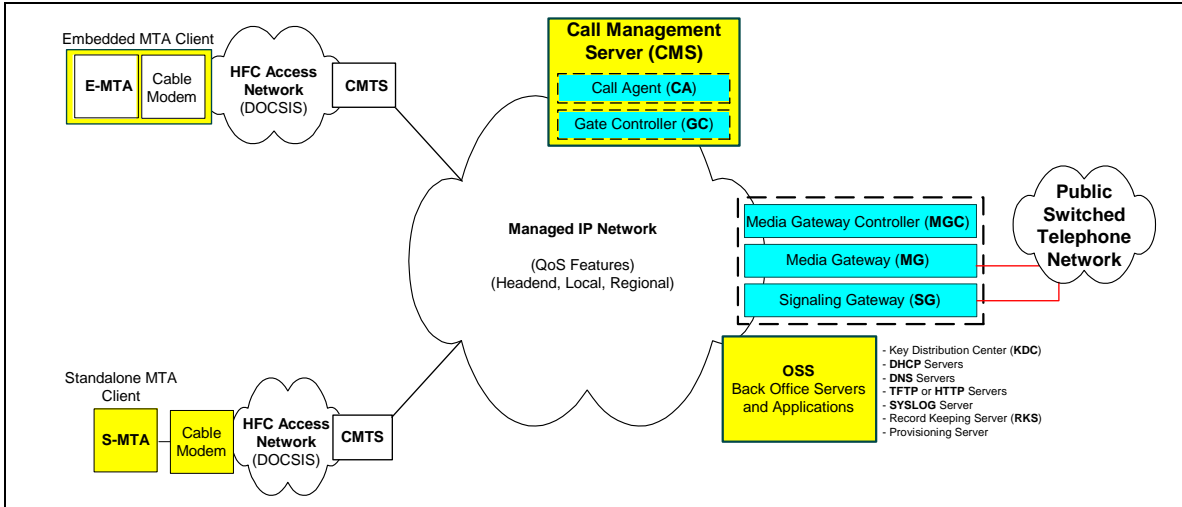 Embedded MTA Client
E-MTA
Cable
Modem
HFC Access
Network
(DOCSIS)
CMTS
Call Management
Server (CMS)
Call Agent (CA)
Gate Controller (GC)
Managed IP Network
(QoS Features)
(Headend, Local, Regional)
Media Gateway Controller (MGC)
Media Gateway (MG)
Signaling Gateway (SG)
Public
Switched
Telephone
Network
OSS
Back Office Servers
and Applications
- Key Distribution Center (KDC)
- DHCP Servers
- DNS Servers
- TFTP or HTTP Servers
- SYSLOG Server
- Record Keeping Server (RKS)
- Provisioning Server
Standalone MTA
Client
S-MTA
Cable
Modem
HFC Access
Network
(DOCSIS)
CMTS